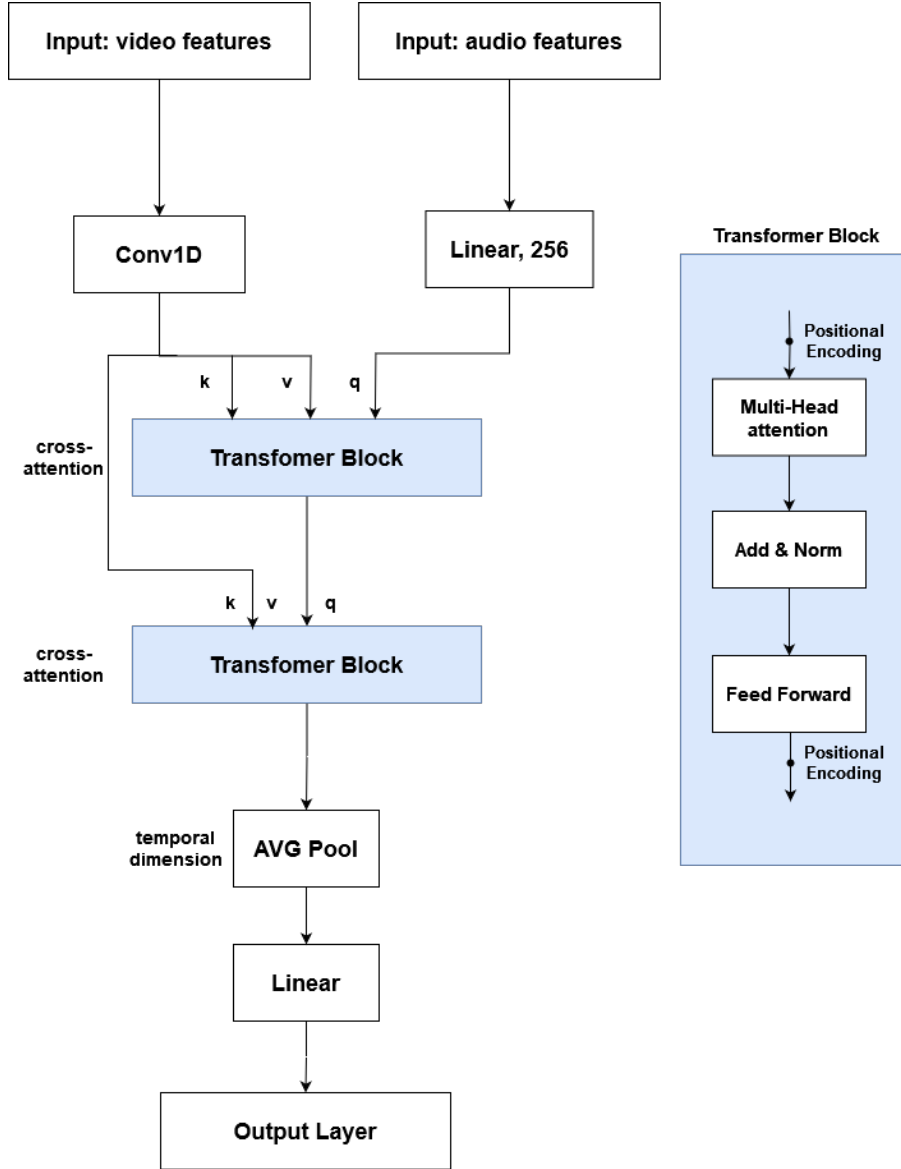 Input: video features
Input: audio features
Conv1D
Linear, 256
k
v
q
cross-
attention
Transfomer Block
k
v
q
cross-
attention
Transfomer Block
temporal
dimension
AVG Pool
Linear
Output Layer
Transformer Block
Positional
Encoding
Multi-Head
attention
Add & Norm
Feed Forward
Positional
Encoding